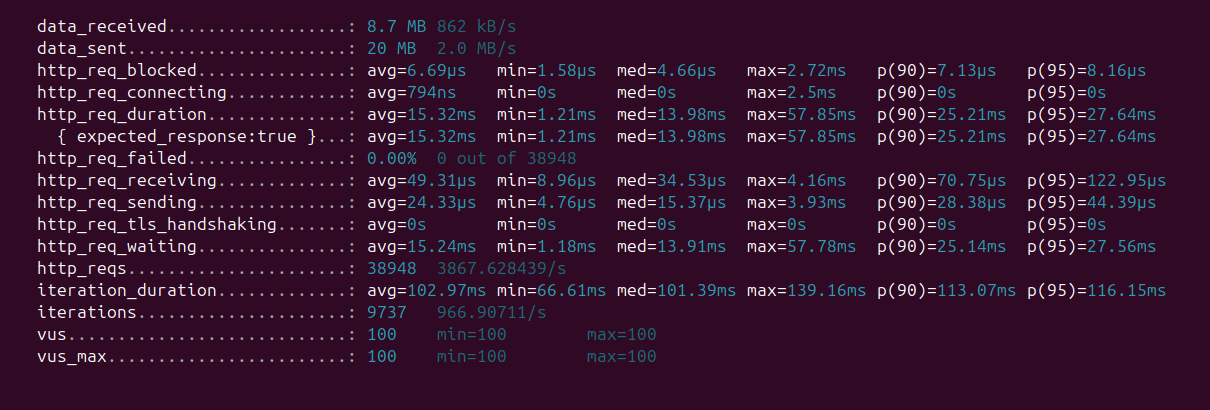 data_received..................: 8.7 MB 862 kB/s
data_sent......................: 20 MB  2.0 MB/s
http_req_blocked...............: avg=6.69µs   min=1.58µs  med=4.66µs   max=2.72ms   p(90)=7.13µs   p(95)=8.16µs
http_req_connecting............: avg=794ns    min=0s      med=0s       max=2.5ms    p(90)=0s       p(95)=0s
http_req_duration..............: avg=15.32ms  min=1.21ms  med=13.98ms  max=57.85ms  p(90)=25.21ms  p(95)=27.64ms
  { expected_response:true }...: avg=15.32ms  min=1.21ms  med=13.98ms  max=57.85ms  p(90)=25.21ms  p(95)=27.64ms
http_req_failed................: 0.00%  0 out of 38948
http_req_receiving.............: avg=49.31µs  min=8.96µs  med=34.53µs  max=4.16ms   p(90)=70.75µs  p(95)=122.95µs
http_req_sending...............: avg=24.33µs  min=4.76µs  med=15.37µs  max=3.93ms   p(90)=28.38µs  p(95)=44.39µs
http_req_tls_handshaking.......: avg=0s       min=0s      med=0s       max=0s       p(90)=0s       p(95)=0s
http_req_waiting...............: avg=15.24ms  min=1.18ms  med=13.91ms  max=57.78ms  p(90)=25.14ms  p(95)=27.56ms
http_reqs......................: 38948  3867.628439/s
iteration_duration.............: avg=102.97ms min=66.61ms med=101.39ms max=139.16ms p(90)=113.07ms p(95)=116.15ms
iterations.....................: 9737   966.90711/s
vus............................: 100    min=100        max=100
vus_max........................: 100    min=100        max=100